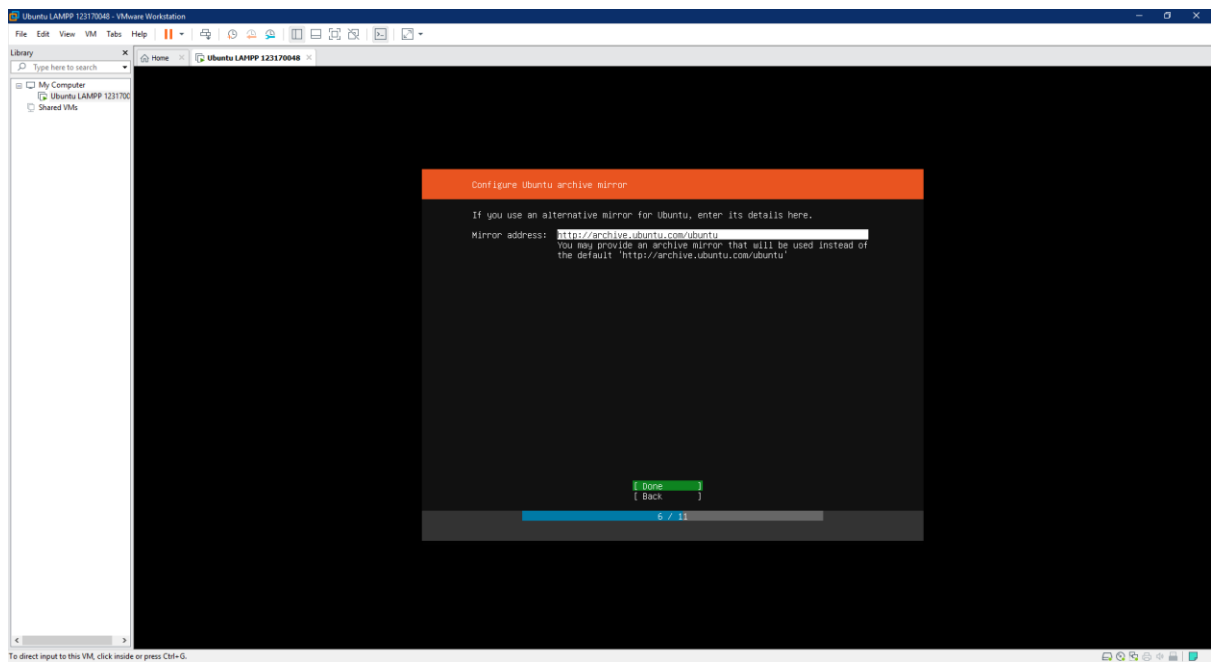 Ubuntu LAMPP 123170048 - VMware Workstation
File Edit View VM Tabs Help
Library
Home
Ubuntu LAMPP 123170048
Type here to search
My Computer
Ubuntu LAMPP 1231700
Shared VMs
Configure Ubuntu archive mirror
If you use an alternative mirror for Ubuntu, enter its details here.
Mirror address: http://archive.ubuntu.com/ubuntu
You may provide an archive mirror that will be used instead of
the default 'http://archive.ubuntu.com/ubuntu'
[ Done ]
[ Back ]
6 / 11
To direct input to this VM, click inside or press Ctrl+G.